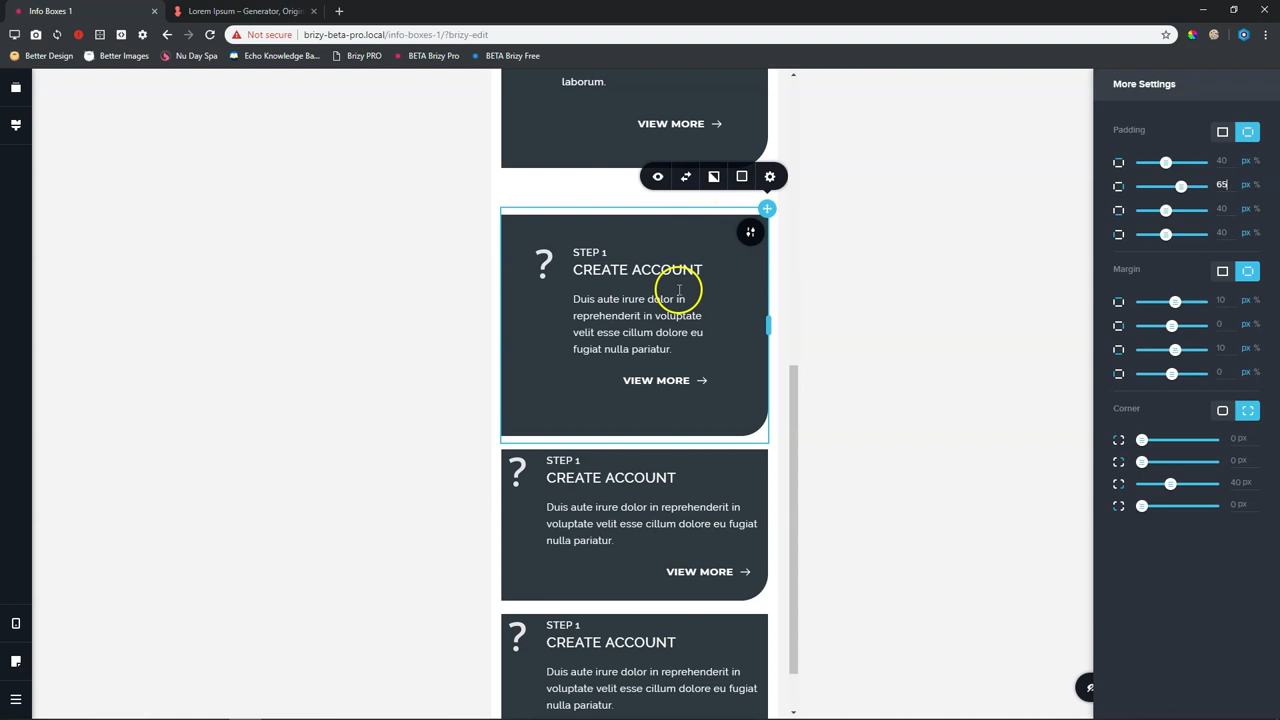 Info Boxes 1
Lorem Ipsum – Generator, Origin
Not secure
brizy-beta-pro.local/info-boxes-1/?brizy-edit
Better Design
Better Images
Nu Day Spa
Echo Knowledge Ba...
Brizy PRO
BETA Brizy Pro
BETA Brizy Free
laborum.
VIEW MORE
?
STEP 1
CREATE ACCOUNT
Duis aute irure dolor in
reprehenderit in voluptate
velit esse cillum dolore eu
fugiat nulla pariatur.
VIEW MORE
?
STEP 1
CREATE ACCOUNT
Duis aute irure dolor in reprehenderit in
voluptate velit esse cillum dolore eu fugiat
nulla pariatur.
VIEW MORE
?
STEP 1
CREATE ACCOUNT
Duis aute irure dolor in reprehenderit in
voluptate velit esse cillum dolore eu fugiat
nulla pariatur.
More Settings
Padding
40 px %
65 px %
40 px %
40 px %
Margin
10 px %
0 px %
10 px %
0 px %
Corner
0 px
0 px
40 px
0 px